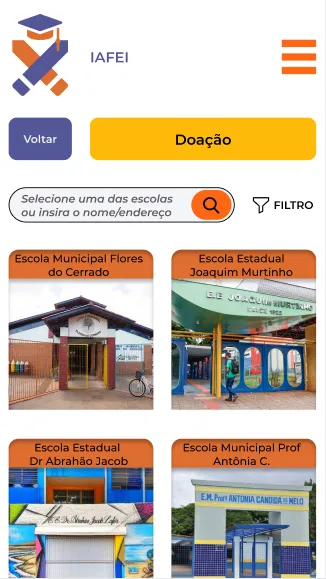 IAFEI
Voltar
Doação
Selecione uma das escolas
ou insira o nome/endereço
FILTRO
Escola Municipal Flores
do Cerrado
Escola Estadual
Joaquim Murtinho
E.E. JOAQUIM MURTINHO
Escola Estadual
Dr Abrahão Jacob
Escola Municipal Prof
Antônia C.
E.M. Profª ANTONIA CANDIDA DE MELO